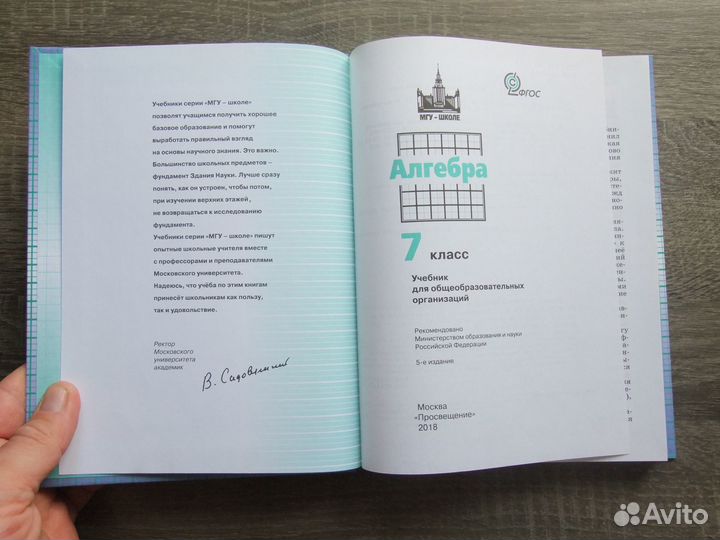 Учебники серии «МГУ – школе»
позволят учащимся получить хорошее
базовое образование и помогут
выработать правильный взгляд
на основы научного знания. Это важно.
Большинство школьных предметов –
фундамент Здания Науки. Лучше сразу
понять, как он устроен, чтобы потом,
при изучении верхних этажей,
не возвращаться к исследованию
фундамента.
Учебники серии «МГУ – школе» пишут
опытные школьные учителя вместе
с профессорами и преподавателями
Московского университета.
Надеюсь, что учёба по этим книгам
принесёт школьникам как пользу,
так и удовольствие.
Ректор
Московского
университета
академик
В. Садовничий
МГУ - ШКОЛЕ
ФГОС
Алгебра
7 класс
Учебник
для общеобразовательных
организаций
Рекомендовано
Министерством образования и науки
Российской Федерации
5-е издание
Москва
«Просвещение»
2018
Avito